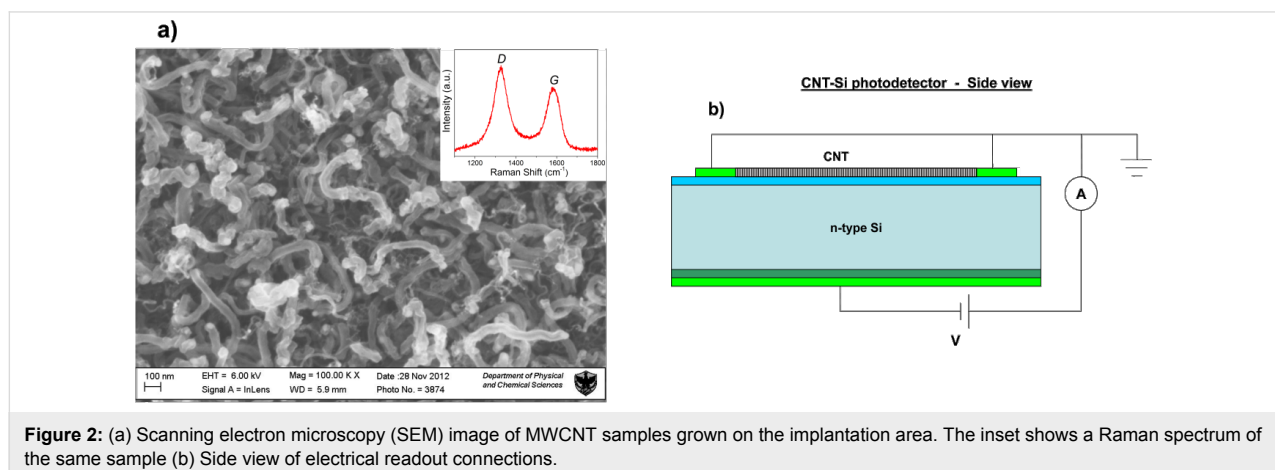 a)
D
G
Intensity (a.u.)
1200 1400 1600 1800
Raman Shift (cm⁻¹)
100 nm
EHT = 6.00 kV Mag = 100.00 K X Date :28 Nov 2012 Department of Physical
Signal A = InLens WD = 5.9 mm Photo No. = 3874 and Chemical Sciences
CNT-Si photodetector - Side view
b)
CNT
A
n-type Si
V
Figure 2: (a) Scanning electron microscopy (SEM) image of MWCNT samples grown on the implantation area. The inset shows a Raman spectrum of
the same sample (b) Side view of electrical readout connections.